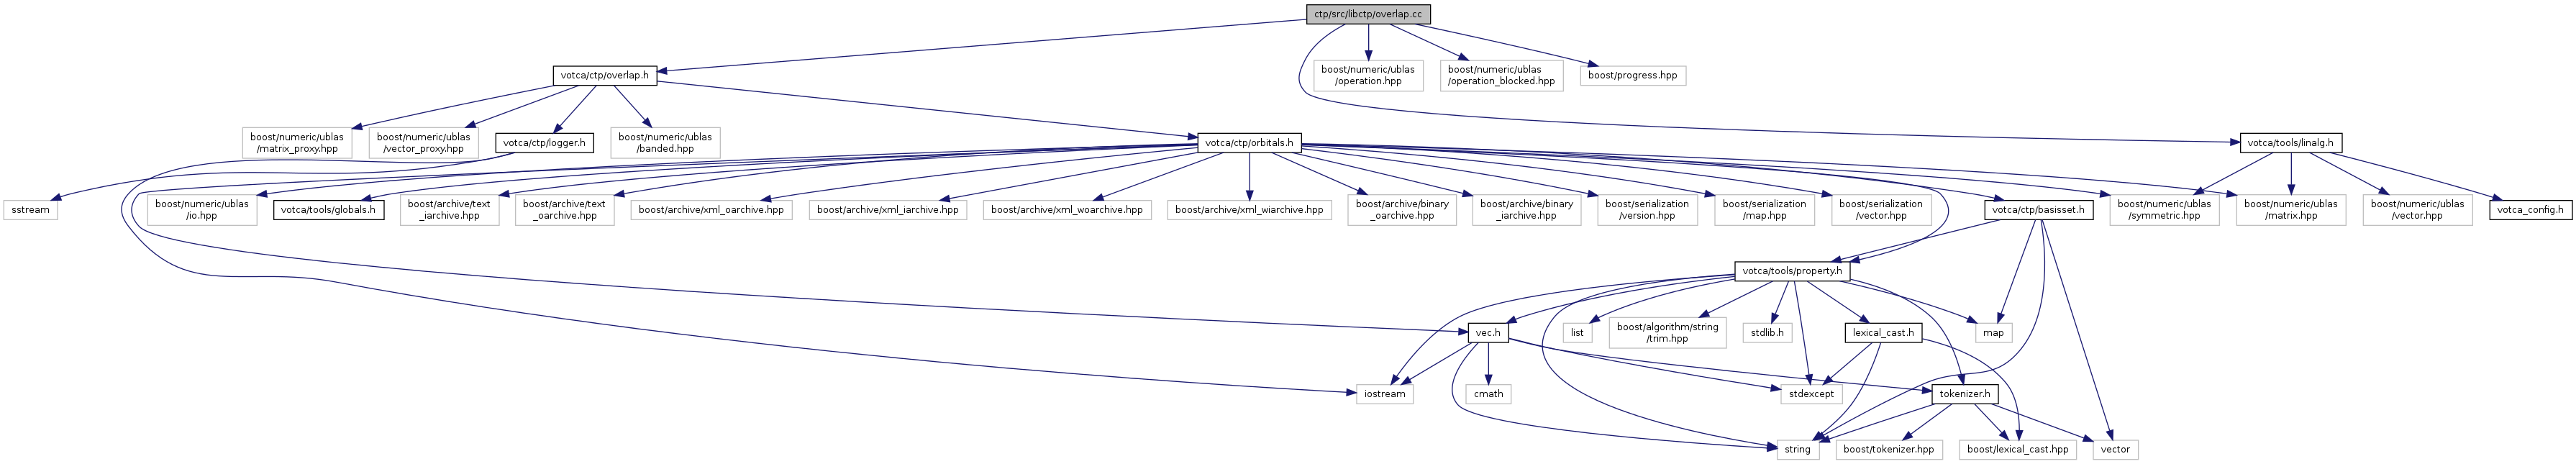 ctp/src/libctp/overlap.cc
votca/ctp/overlap.h
boost/numeric/ublas
/operation.hpp
boost/numeric/ublas
/operation_blocked.hpp
boost/progress.hpp
boost/numeric/ublas
/matrix_proxy.hpp
boost/numeric/ublas
/vector_proxy.hpp
votca/ctp/logger.h
boost/numeric/ublas
/banded.hpp
votca/ctp/orbitals.h
votca/tools/linalg.h
sstream
boost/numeric/ublas
/io.hpp
votca/tools/globals.h
boost/archive/text
_iarchive.hpp
boost/archive/text
_oarchive.hpp
boost/archive/xml_oarchive.hpp
boost/archive/xml_iarchive.hpp
boost/archive/xml_woarchive.hpp
boost/archive/xml_wiarchive.hpp
boost/archive/binary
_oarchive.hpp
boost/archive/binary
_iarchive.hpp
boost/serialization
/version.hpp
boost/serialization
/map.hpp
boost/serialization
/vector.hpp
votca/ctp/basisset.h
boost/numeric/ublas
/symmetric.hpp
boost/numeric/ublas
/matrix.hpp
boost/numeric/ublas
/vector.hpp
votca_config.h
votca/tools/property.h
vec.h
list
boost/algorithm/string
/trim.hpp
stdlib.h
lexical_cast.h
map
iostream
cmath
stdexcept
tokenizer.h
string
boost/tokenizer.hpp
boost/lexical_cast.hpp
vector